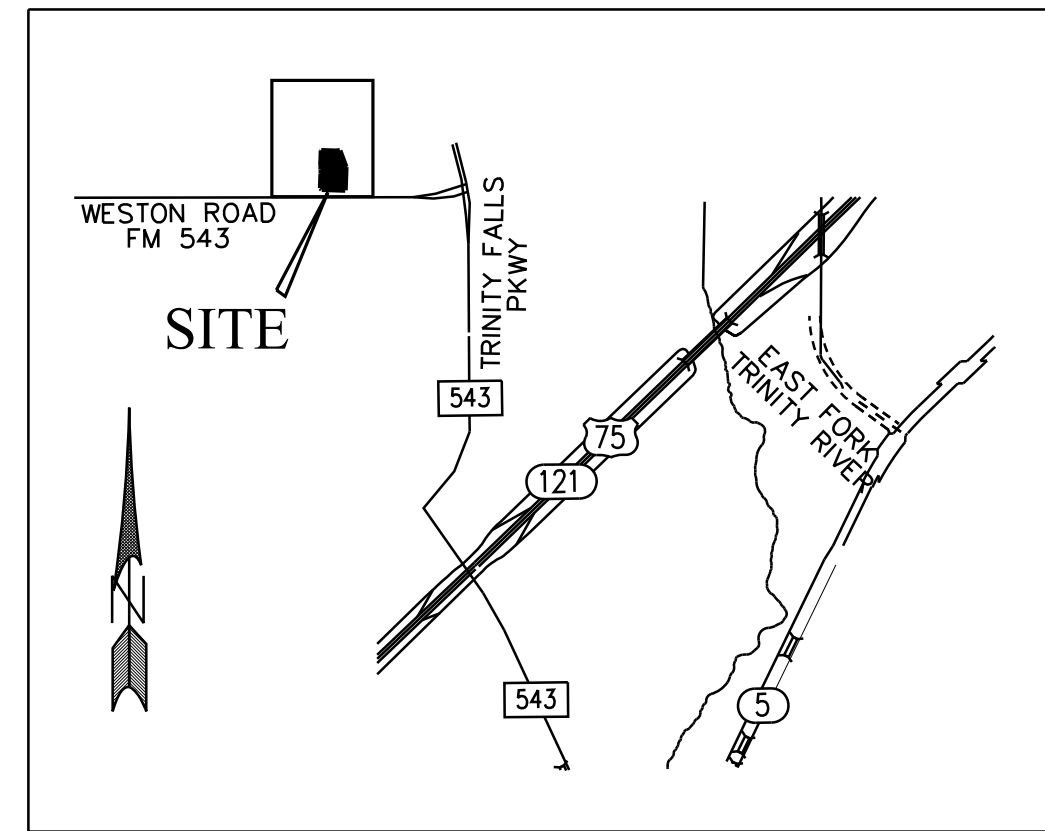 WESTON ROAD
FM 543
SITE
TRINITY FALLS
PKWY
543
75
121
EAST FORK
TRINITY RIVER
543
5
N